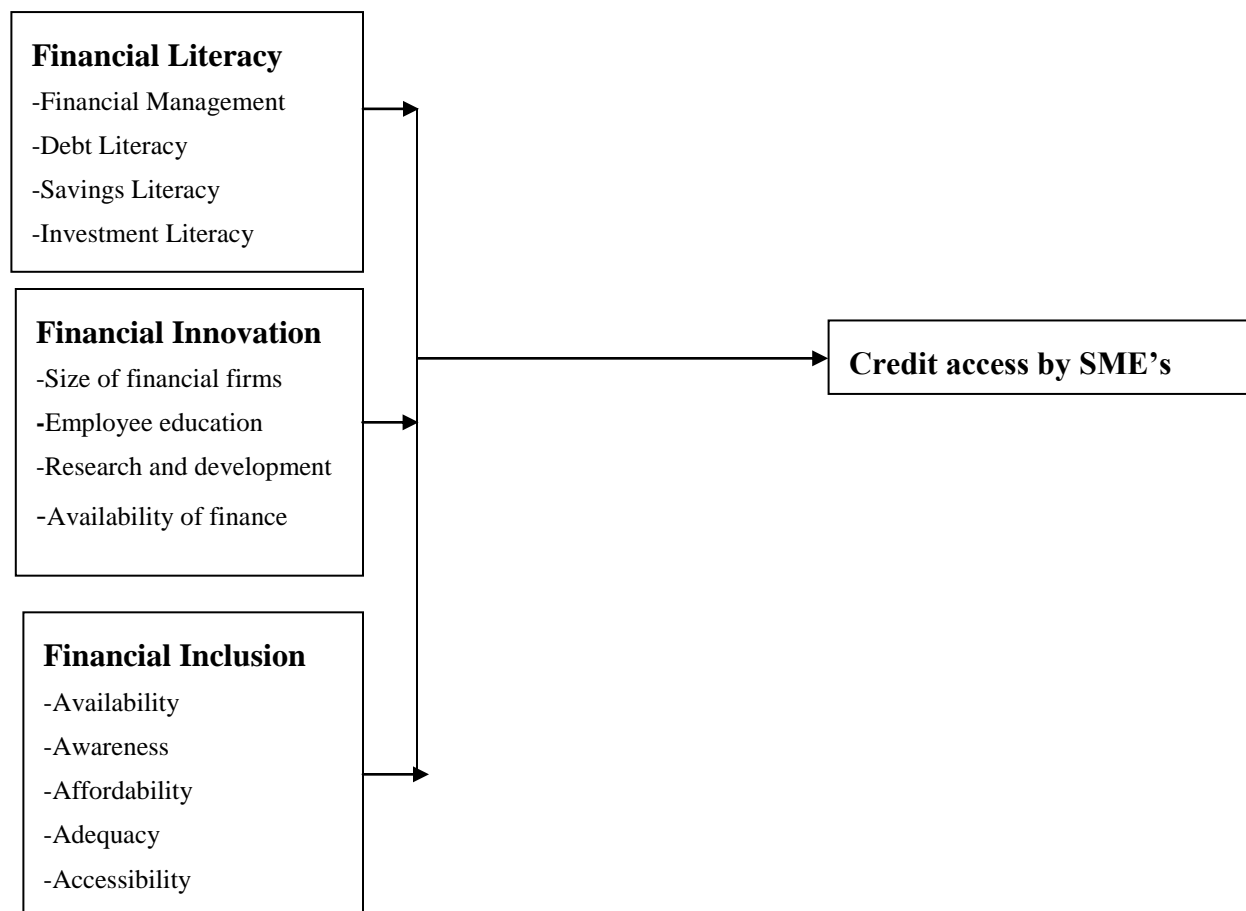 Financial Literacy
-Financial Management
-Debt Literacy
-Savings Literacy
-Investment Literacy
Financial Innovation
-Size of financial firms
-Employee education
-Research and development
-Availability of finance
Financial Inclusion
-Availability
-Awareness
-Affordability
-Adequacy
-Accessibility
Credit access by SME’s